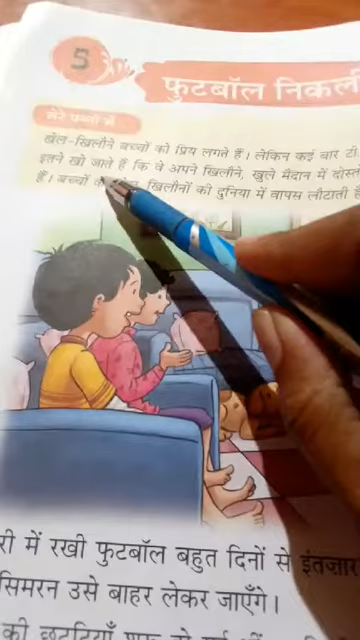 5
फुटबॉल निकली
मेरे पन्नों में
खेल-खिलौने बच्चों को प्रिय लगते हैं। लेकिन कई बार टी.
इतने खो जाते हैं कि वे अपने खिलौने, खुले मैदान में दोस्त
हैं। बच्चों खिलौनों की दुनिया में वापस लौटाती है
री में रखी फुटबॉल बहुत दिनों से इंतज़ार
सिमरन उसे बाहर लेकर जाएँगे।
की छुट्टियाँ